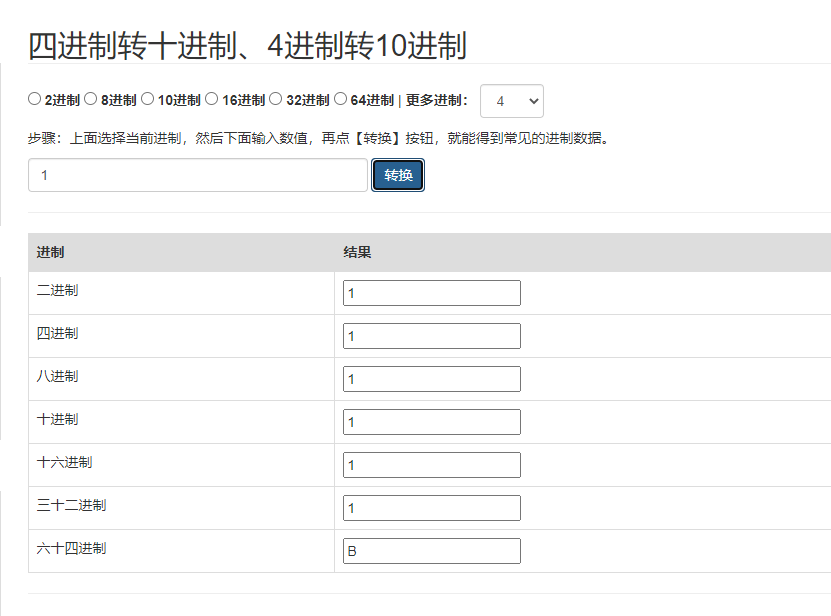 四进制转十进制、4进制转10进制
2进制 8进制 10进制 16进制 32进制 64进制 | 更多进制： 4
步骤：上面选择当前进制，然后下面输入数值，再点【转换】按钮，就能得到常见的进制数据。
1 转换
进制 结果
二进制 1
四进制 1
八进制 1
十进制 1
十六进制 1
三十二进制 1
六十四进制 B